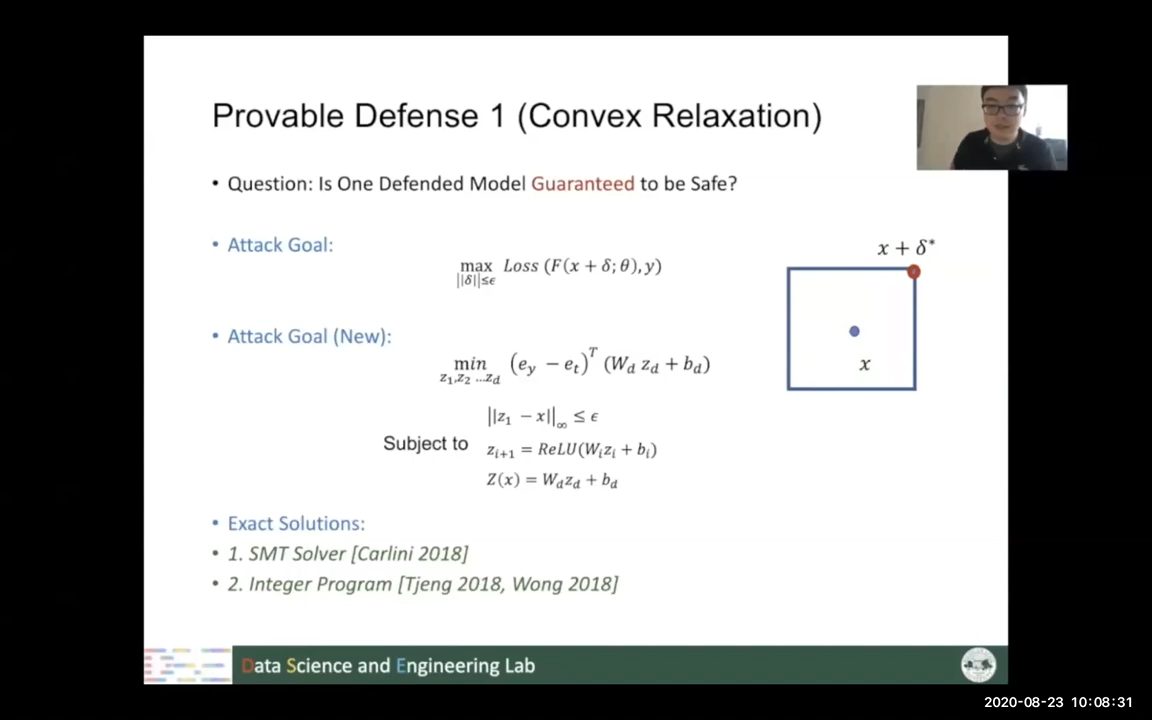 Provable Defense 1 (Convex Relaxation)
• Question: Is One Defended Model Guaranteed to be Safe?
• Attack Goal:
max Loss (F(x + δ; θ), y)
||δ||≤ϵ
x + δ*
• Attack Goal (New):
min (e_y − e_t)^T (W_d z_d + b_d)
z_1,z_2 …z_d
x
||z_1 − x||_∞ ≤ ϵ
Subject to z_{i+1} = ReLU(W_i z_i + b_i)
Z(x) = W_d z_d + b_d
• Exact Solutions:
• 1. SMT Solver [Carlini 2018]
• 2. Integer Program [Tjeng 2018, Wong 2018]
Data Science and Engineering Lab
2020-08-23 10:08:31